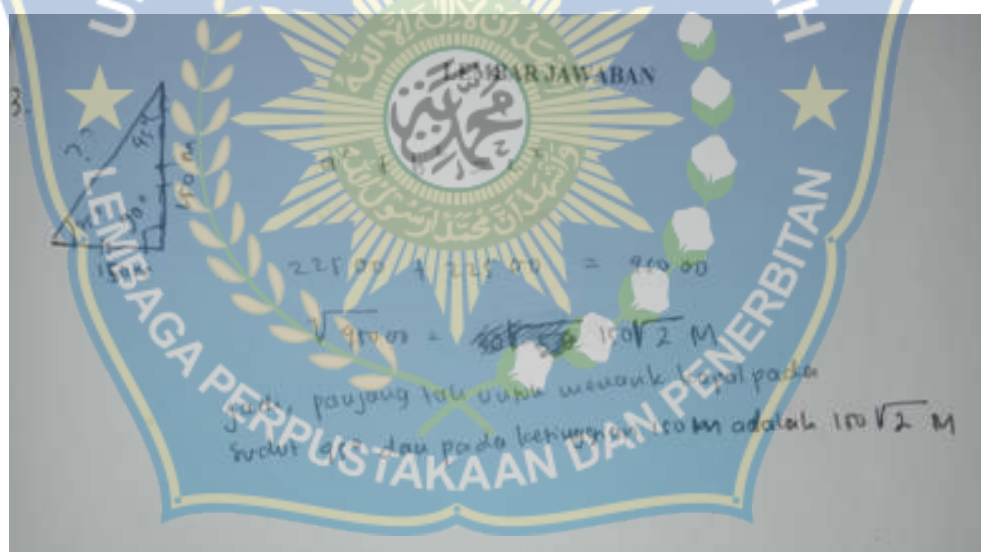 LEMBAR JAWABAN
3.
??
45°
150 m
150 m
22500 + 22500 = 45000
√45000 = 150√2 M
Jadi, panjang tali untuk menarik kapal pada
sudut 45° dan pada ketinggian 150 m adalah 150√2 M
LEMBAGA PERPUSTAKAAN DAN PENERBITAN